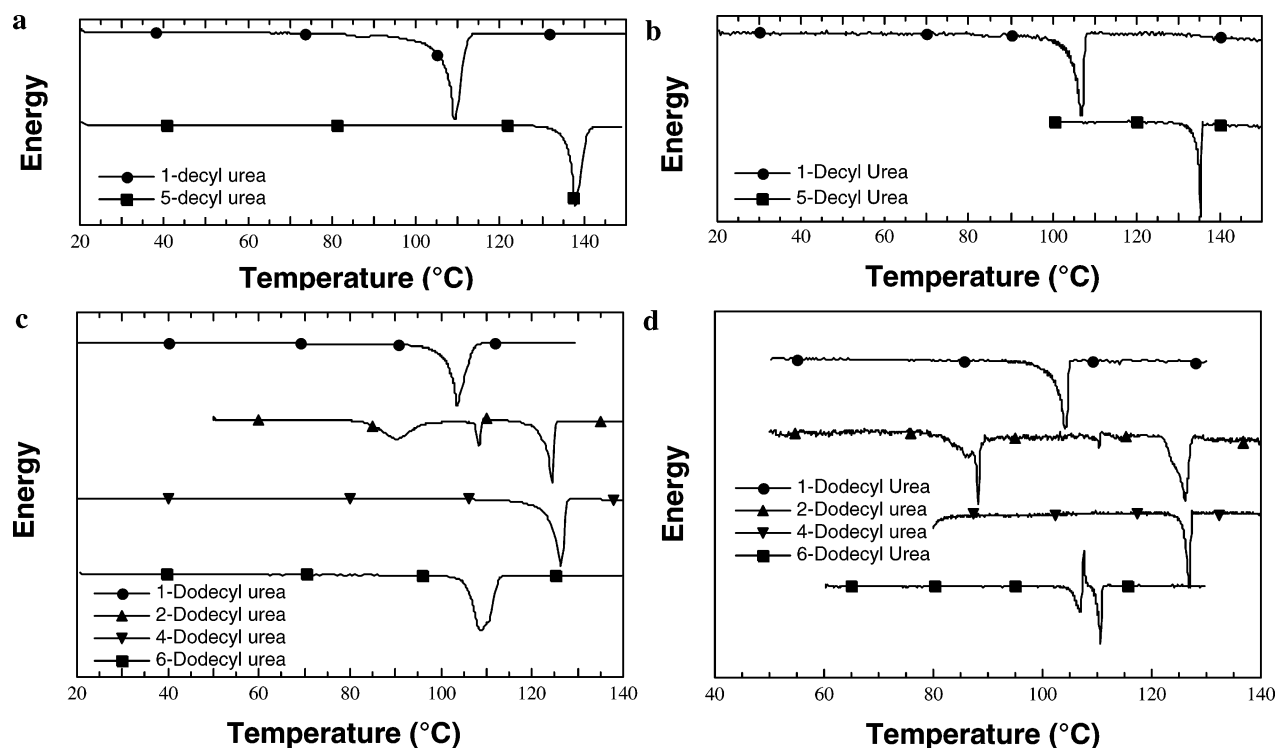 a
Energy
1-decyl urea
5-decyl urea
20 40 60 80 100 120 140
Temperature (°C)
b
Energy
1-Decyl Urea
5-Decyl Urea
20 40 60 80 100 120 140
Temperature (°C)
c
Energy
1-Dodecyl urea
2-Dodecyl urea
4-Dodecyl urea
6-Dodecyl urea
20 40 60 80 100 120 140
Temperature (°C)
d
Energy
1-Dodecyl Urea
2-Dodecyl urea
4-Dodecyl urea
6-Dodecyl Urea
40 60 80 100 120 140
Temperature (°C)